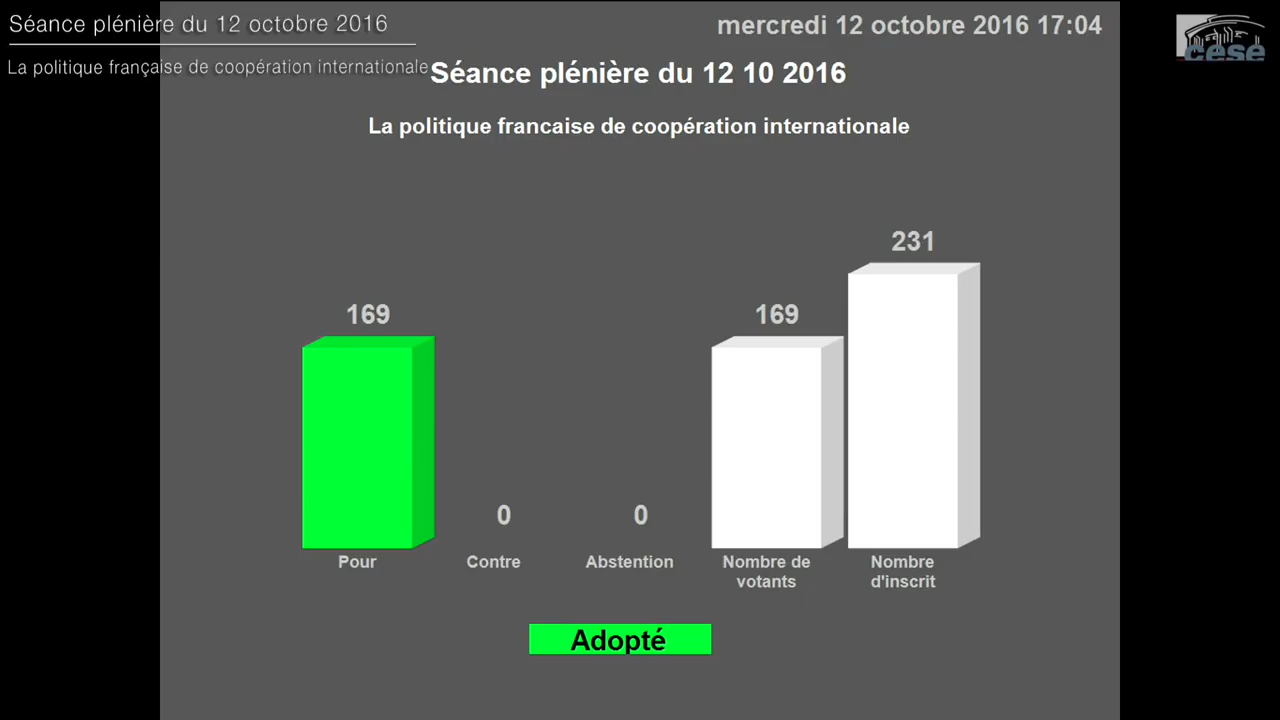 Séance plénière du 12 octobre 2016
mercredi 12 octobre 2016 17:04
cese
La politique française de coopération internationale
Séance plénière du 12 10 2016
La politique francaise de coopération internationale
231
169
169
0
0
Pour
Contre
Abstention
Nombre de
votants
Nombre
d'inscrit
Adopté